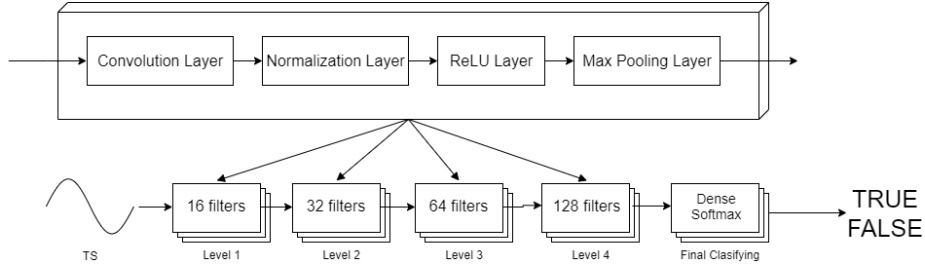 Convolution Layer
Normalization Layer
ReLU Layer
Max Pooling Layer
16 filters
32 filters
64 filters
128 filters
Dense
Softmax
TRUE
FALSE
TS
Level 1
Level 2
Level 3
Level 4
Final Clasifying